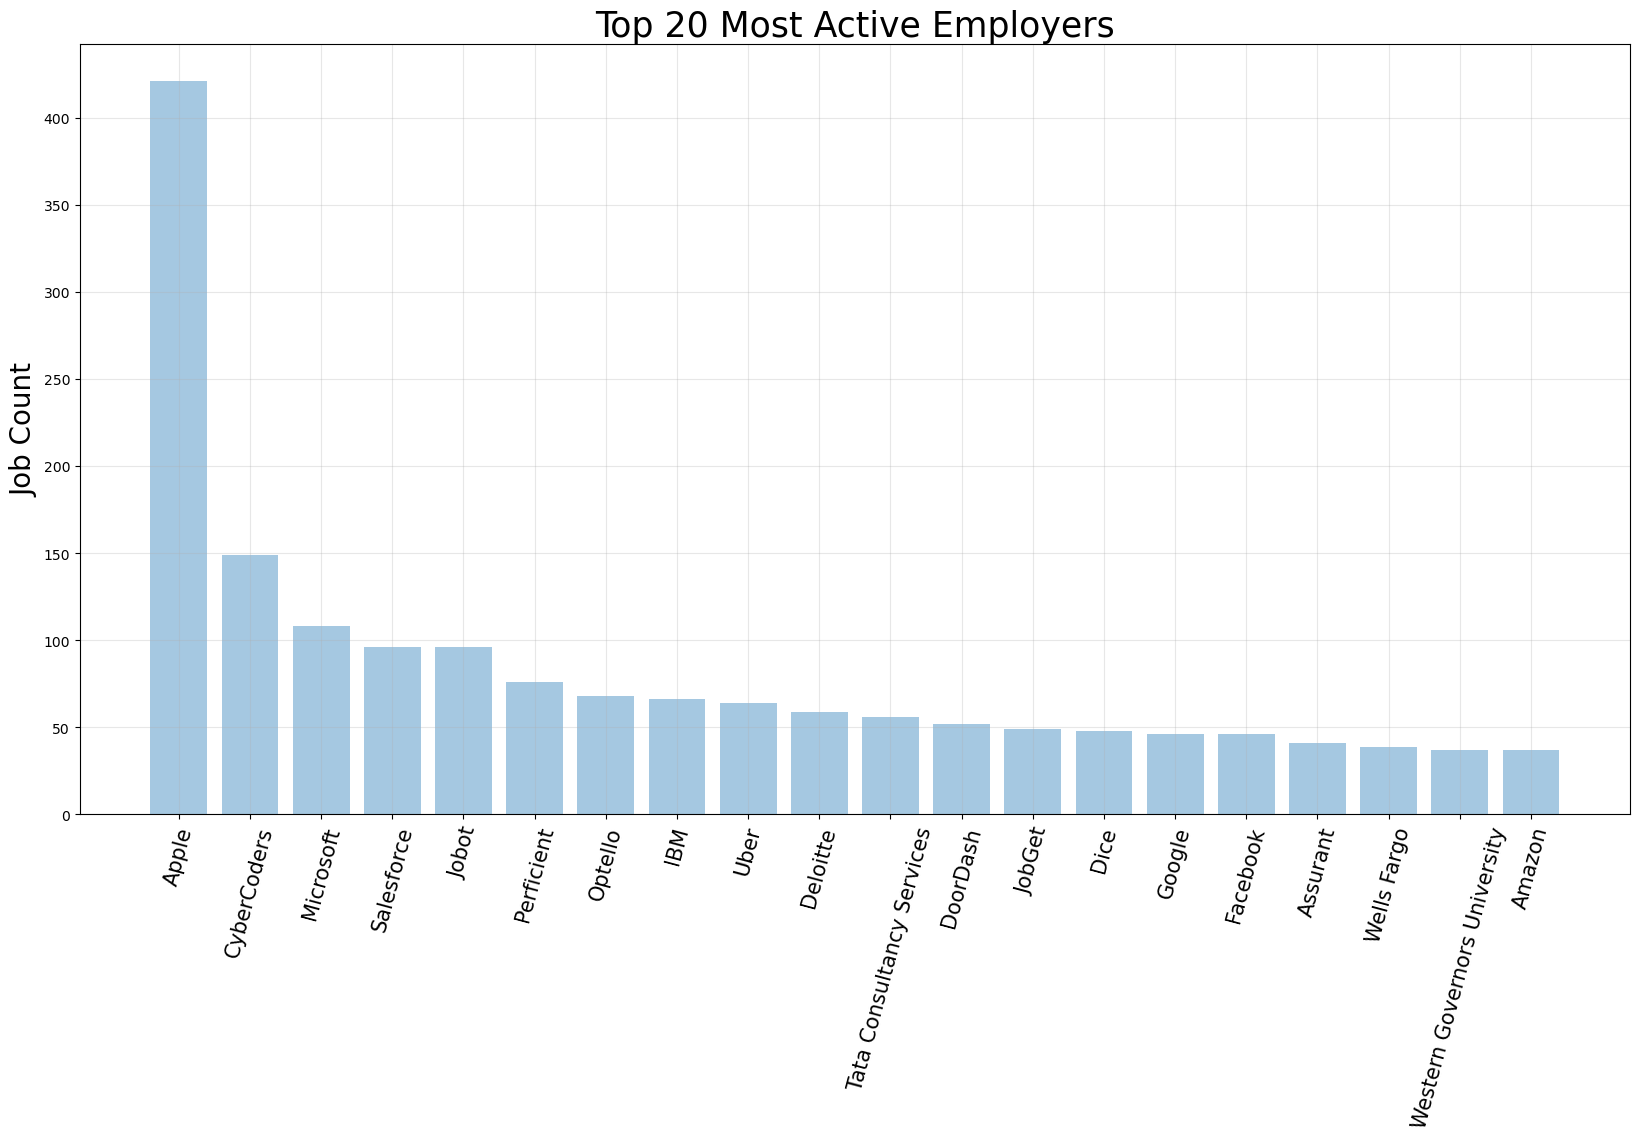 Top 20 Most Active Employers
Job Count
400
350
300
250
200
150
100
50
0
Apple
CyberCoders
Microsoft
Salesforce
Jobot
Perficient
Optello
IBM
Uber
Deloitte
Tata Consultancy Services
DoorDash
JobGet
Dice
Google
Facebook
Assurant
Wells Fargo
Western Governors University
Amazon